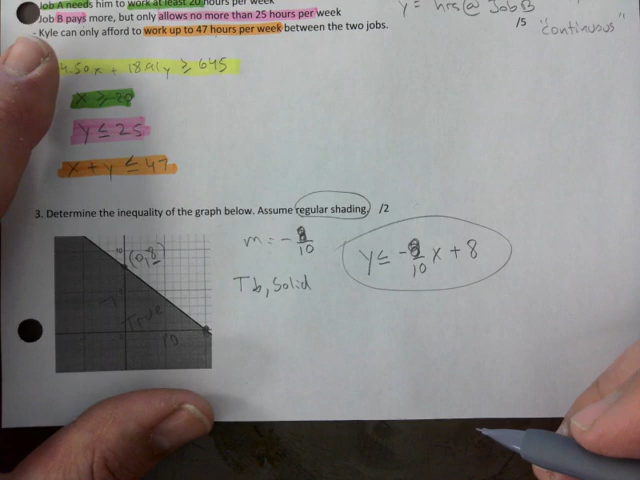 Job A needs him to work at least 20 hours per week
Job B pays more, but only allows no more than 25 hours per week
- Kyle can only afford to work up to 47 hours per week between the two jobs.
y = hrs @ Job B
/5
"continuous"
4.50x + 18.91y ≥ 645
x ≥ 20
y ≤ 25
x + y ≤ 47
3. Determine the inequality of the graph below. Assume regular shading. /2
(0,8)
True
10
m = -8/10
Tb, Solid
y ≤ -8/10 x + 8